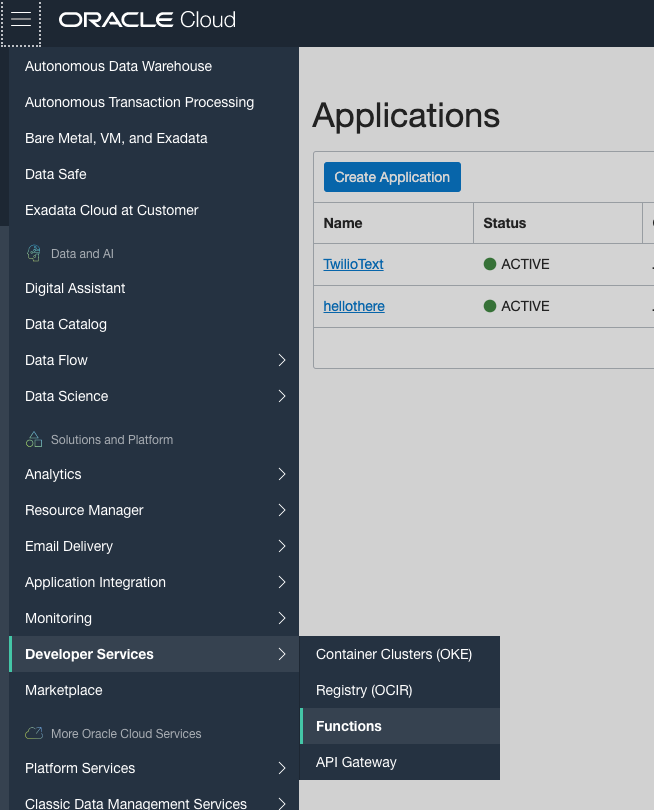 ORACLE Cloud
Autonomous Data Warehouse
Autonomous Transaction Processing
Bare Metal, VM, and Exadata
Data Safe
Exadata Cloud at Customer
Data and AI
Digital Assistant
Data Catalog
Data Flow
Data Science
Solutions and Platform
Analytics
Resource Manager
Email Delivery
Application Integration
Monitoring
Developer Services
Marketplace
More Oracle Cloud Services
Platform Services
Classic Data Management Services
Container Clusters (OKE)
Registry (OCIR)
Functions
API Gateway
Applications
Create Application
Name Status
TwilioText ACTIVE
hellothere ACTIVE